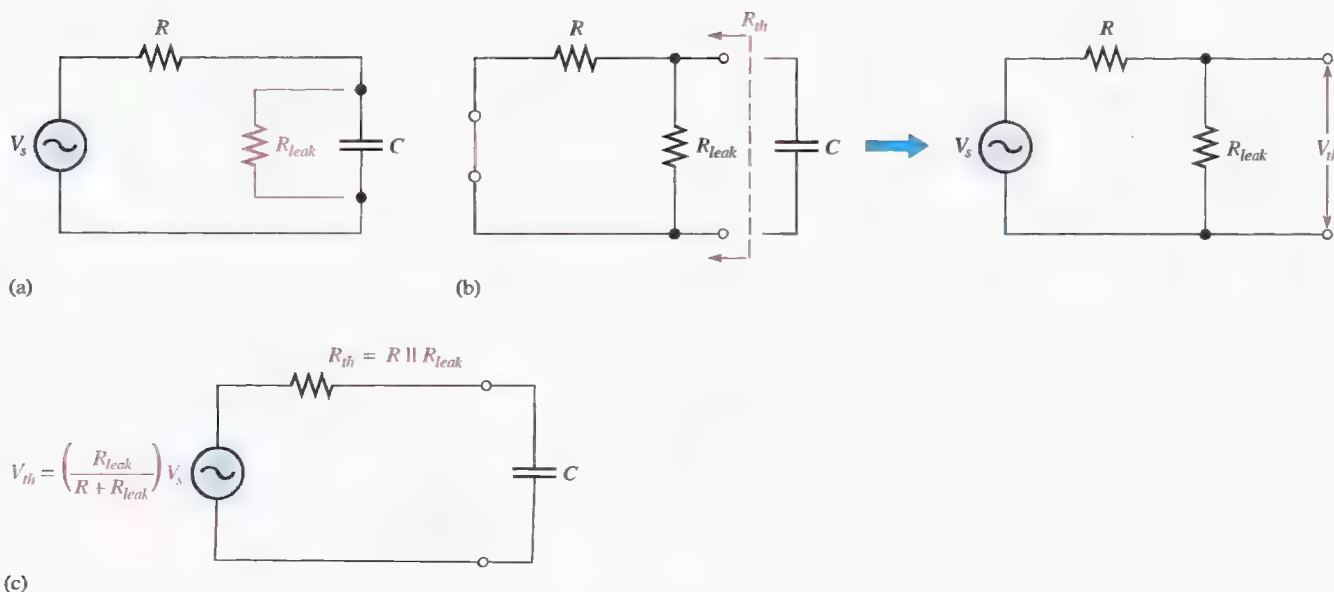 R
V_s
R_leak
C
(a)
R
R_th
R_leak
C
(b)
R
V_s
R_leak
V_th
R_th = R || R_leak
V_th = (R_leak / (R + R_leak)) V_s
C
(c)